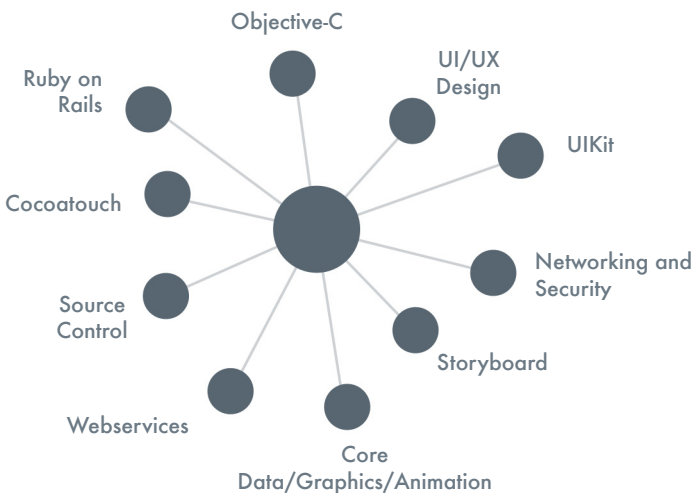 Objective-C
UI/UX
Design
Ruby on
Rails
UIKit
Cocoatouch
Networking and
Security
Source
Control
Storyboard
Webservices
Core
Data/Graphics/Animation